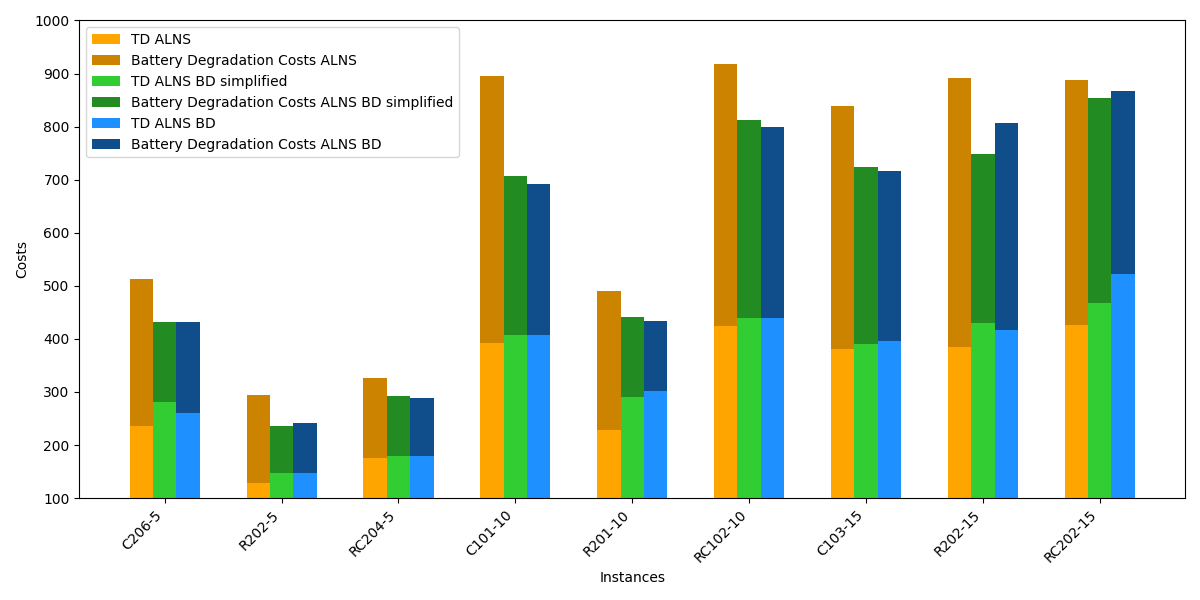 1000
900
800
700
600
500
400
300
200
100
Costs
TD ALNS
Battery Degradation Costs ALNS
TD ALNS BD simplified
Battery Degradation Costs ALNS BD simplified
TD ALNS BD
Battery Degradation Costs ALNS BD
C206-5
R202-5
RC204-5
C101-10
R201-10
RC102-10
C103-15
R202-15
RC202-15
Instances